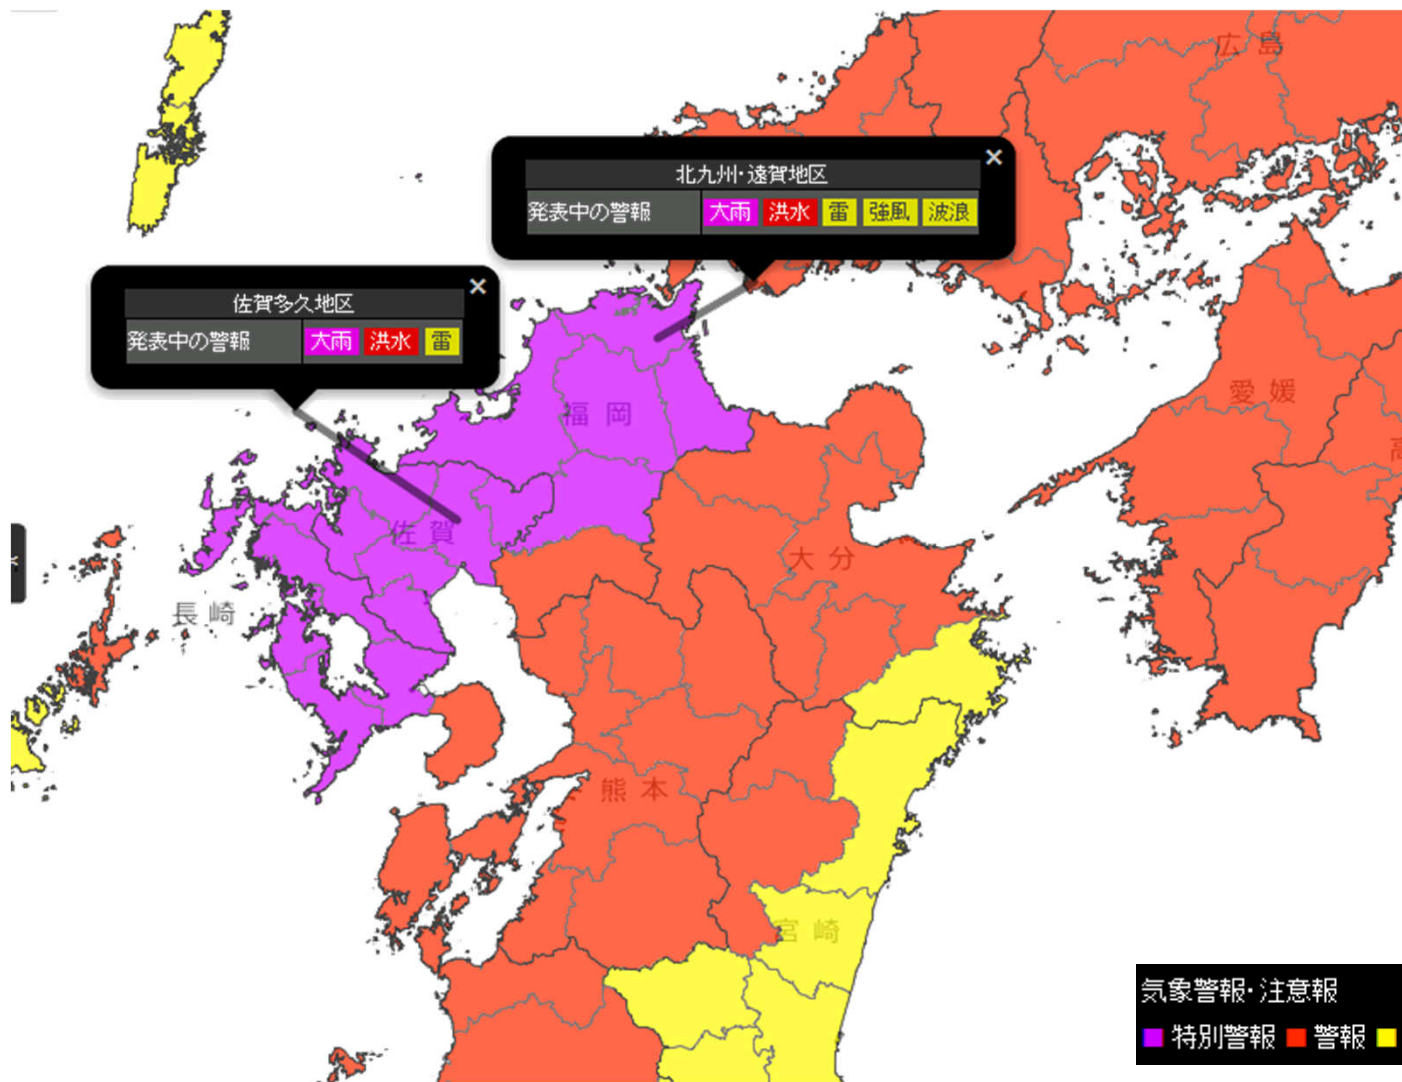 広島
北九州・遠賀地区
発表中の警報 大雨 洪水 雷 強風 波浪
佐賀多久地区
発表中の警報 大雨 洪水 雷
愛媛
福岡
高
佐賀
大分
長崎
熊本
宮崎
気象警報・注意報
特別警報 警報